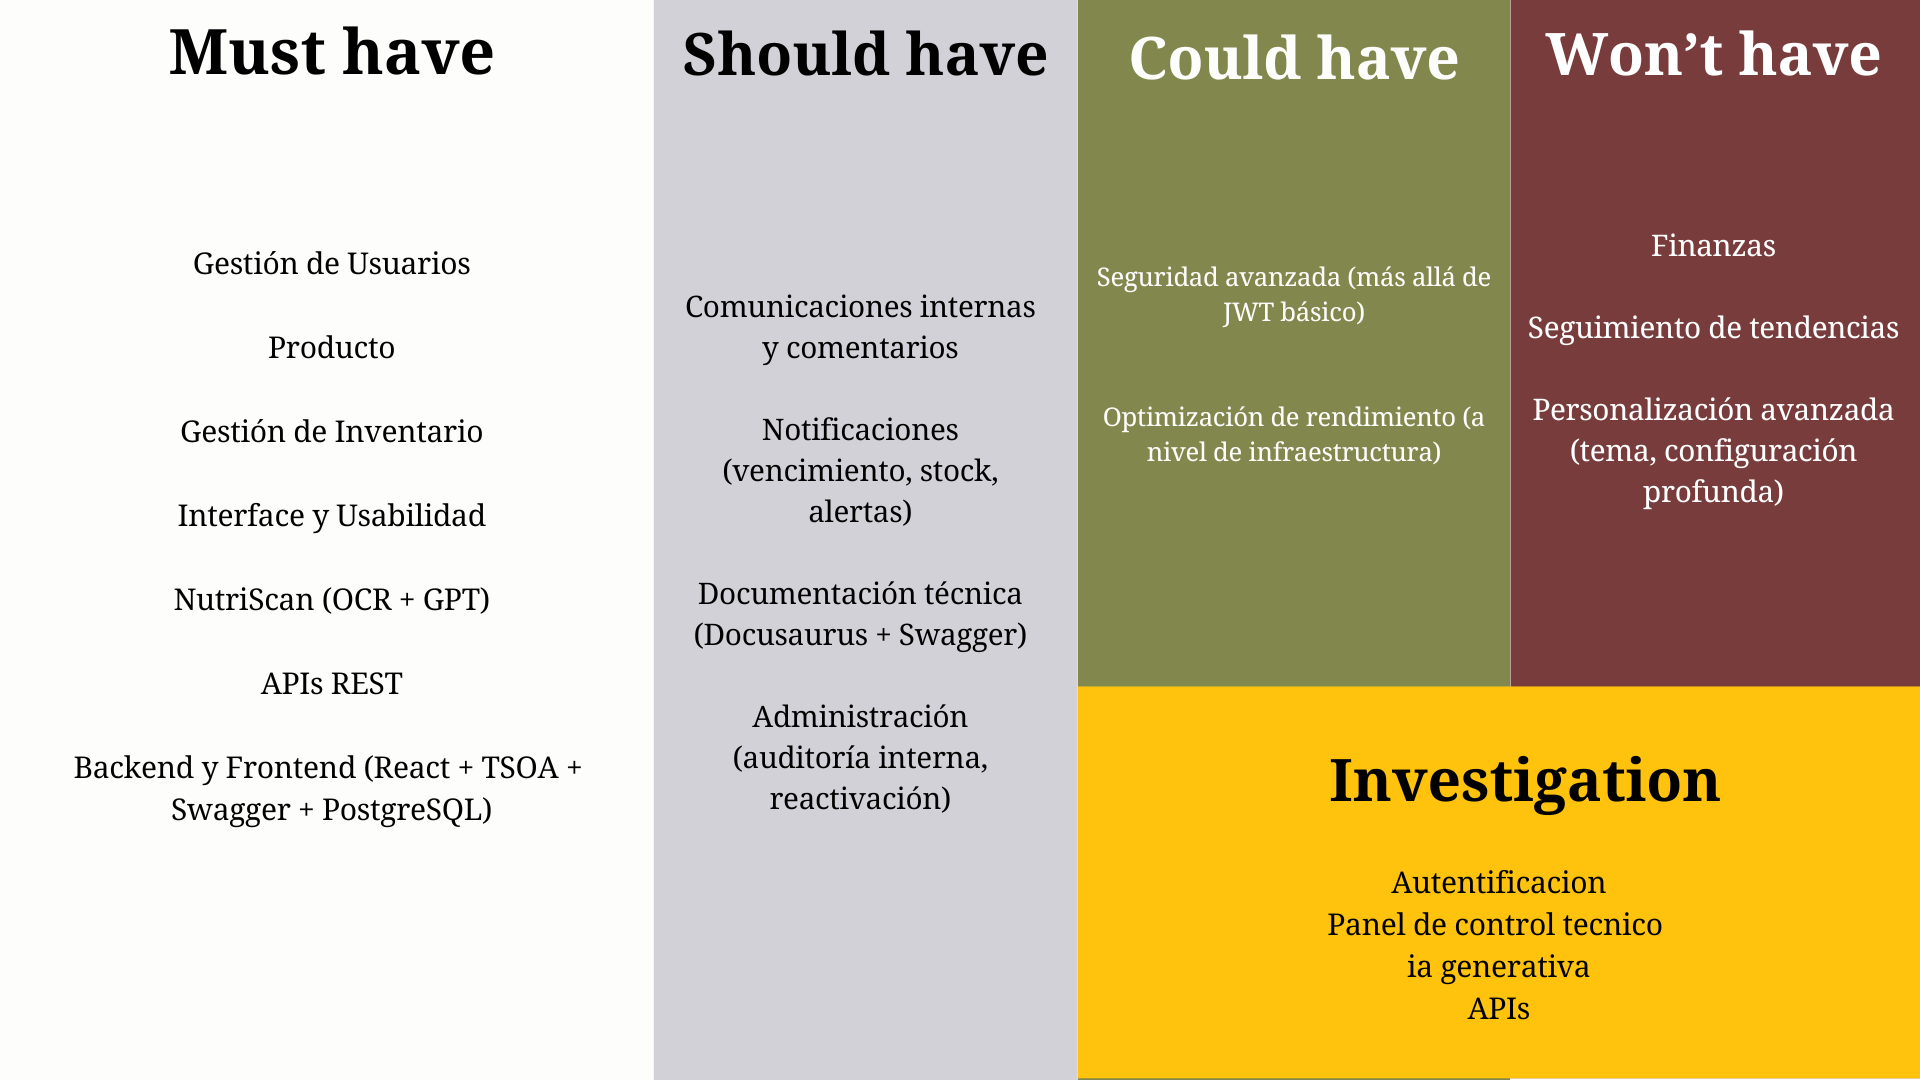 Must have
Gestión de Usuarios
Producto
Gestión de Inventario
Interface y Usabilidad
NutriScan (OCR + GPT)
APIs REST
Backend y Frontend (React + TSOA +
Swagger + PostgreSQL)
Should have
Comunicaciones internas
y comentarios
Notificaciones
(vencimiento, stock,
alertas)
Documentación técnica
(Docusaurus + Swagger)
Administración
(auditoría interna,
reactivación)
Could have
Seguridad avanzada (más allá de
JWT básico)
Optimización de rendimiento (a
nivel de infraestructura)
Won’t have
Finanzas
Seguimiento de tendencias
Personalización avanzada
(tema, configuración
profunda)
Investigation
Autentificacion
Panel de control tecnico
ia generativa
APIs